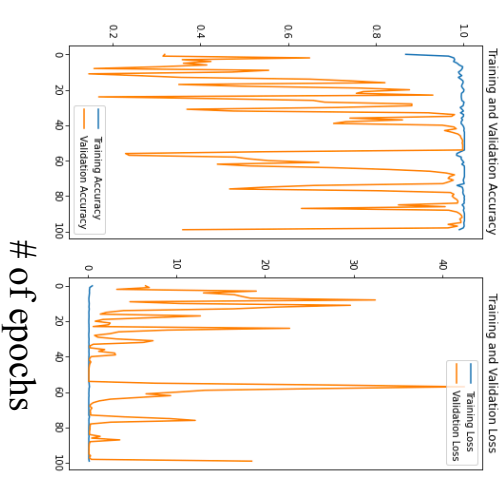 Training and Validation Accuracy
1.0
0.8
0.6
0.4
0.2
Training Accuracy
Validation Accuracy
0 20 40 60 80 100
Training and Validation Loss
40
30
20
10
0
Training Loss
Validation Loss
0 20 40 60 80 100
# of epochs